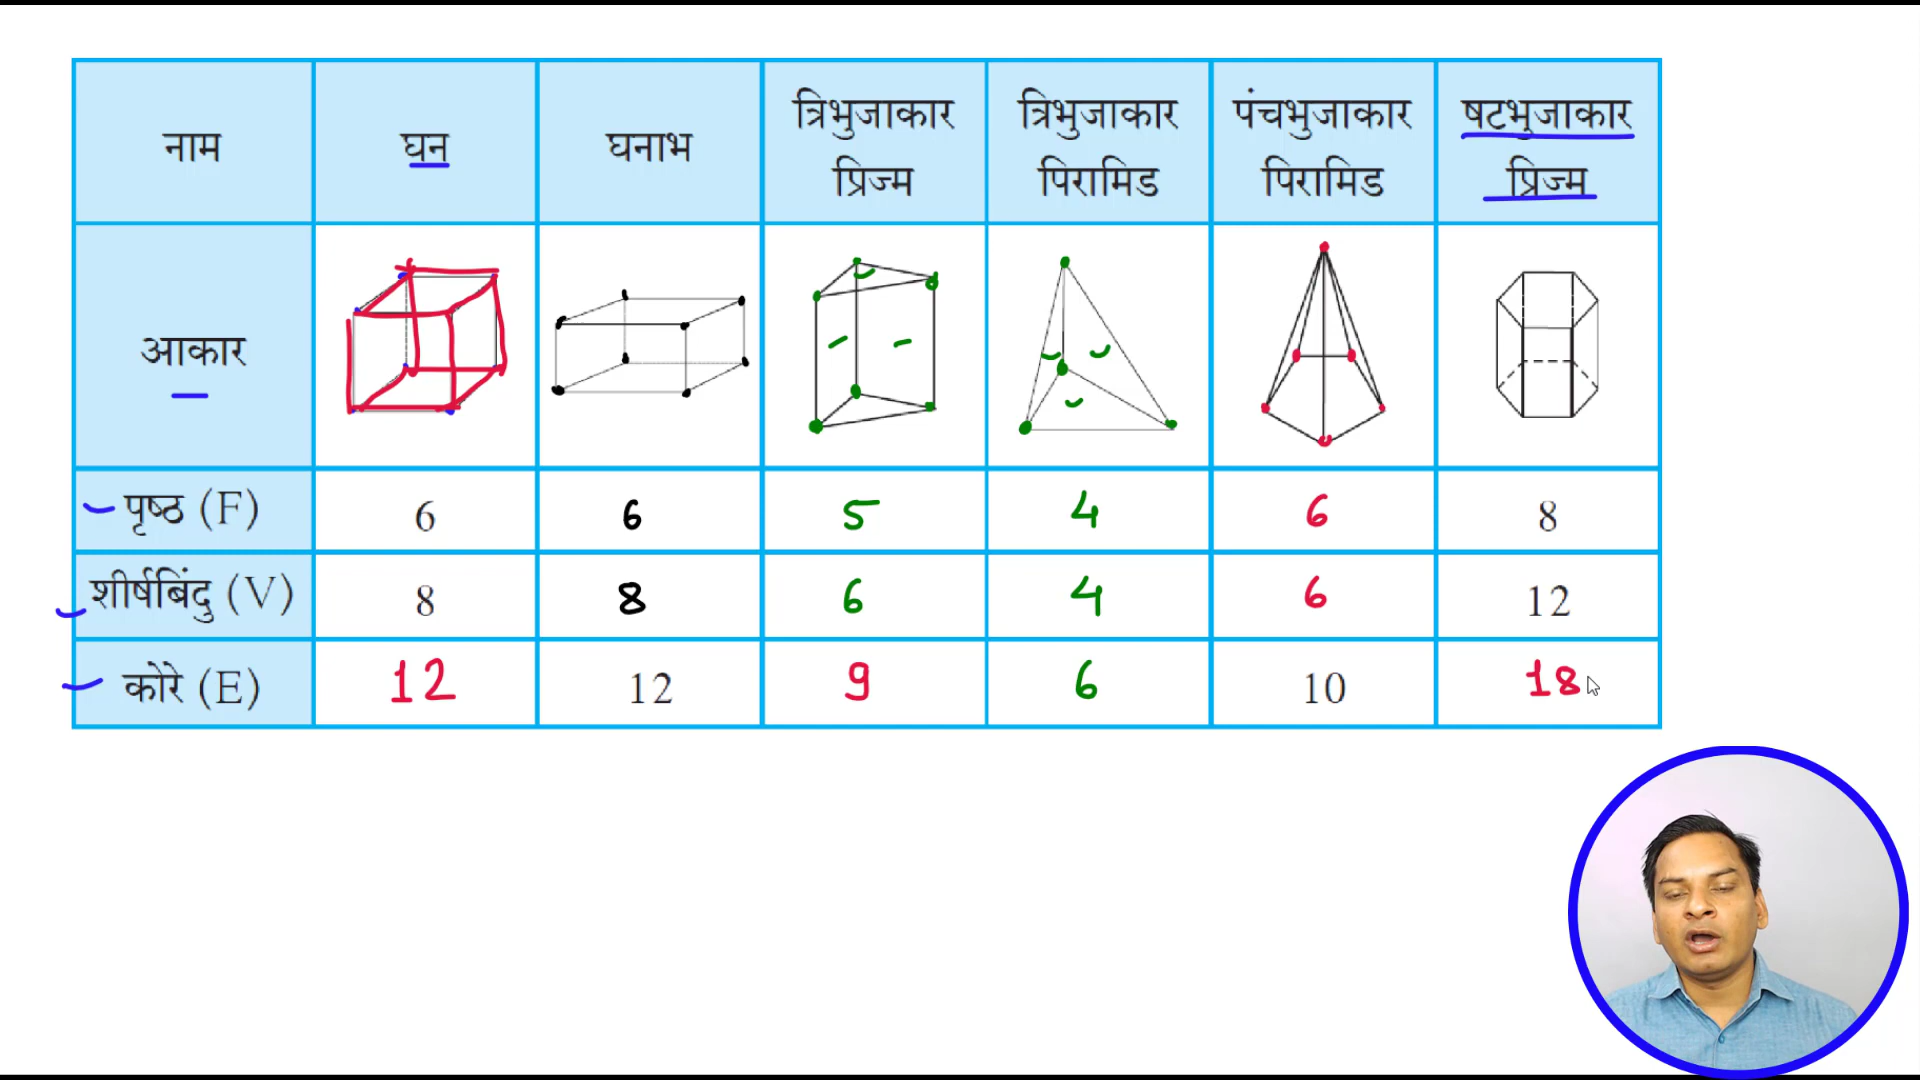 नाम घन घनाभ त्रिभुजाकार प्रिज्म त्रिभुजाकार पिरामिड पंचभुजाकार पिरामिड षटभुजाकार प्रिज्म
आकार
पृष्ठ (F) 6 6 5 4 6 8
शीर्षबिंदु (V) 8 8 6 4 6 12
कोरे (E) 12 12 9 6 10 18